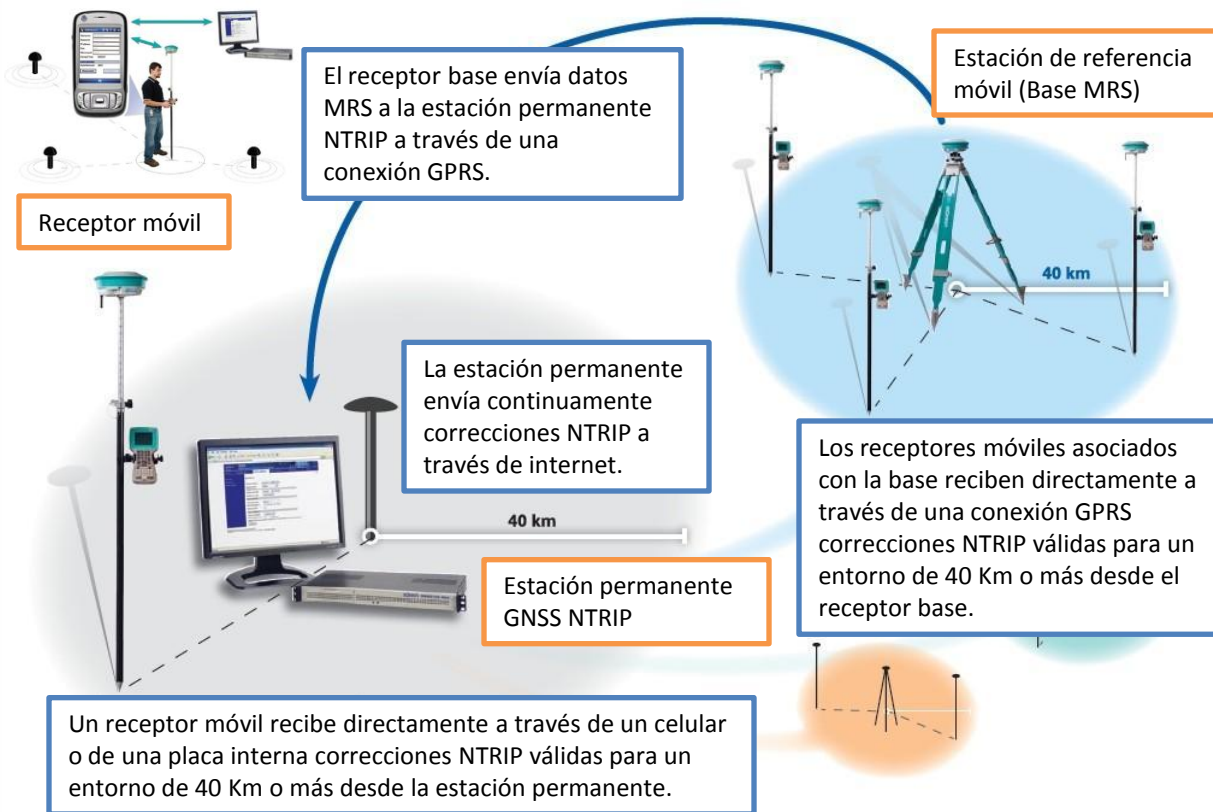 El receptor base envía datos
MRS a la estación permanente
NTRIP a través de una
conexión GPRS.
Estación de referencia
móvil (Base MRS)
Receptor móvil
40 km
La estación permanente
envía continuamente
correcciones NTRIP a
través de internet.
40 km
Estación permanente
GNSS NTRIP
Los receptores móviles asociados
con la base reciben directamente a
través de una conexión GPRS
correcciones NTRIP válidas para un
entorno de 40 Km o más desde el
receptor base.
Un receptor móvil recibe directamente a través de un celular
o de una placa interna correcciones NTRIP válidas para un
entorno de 40 Km o más desde la estación permanente.